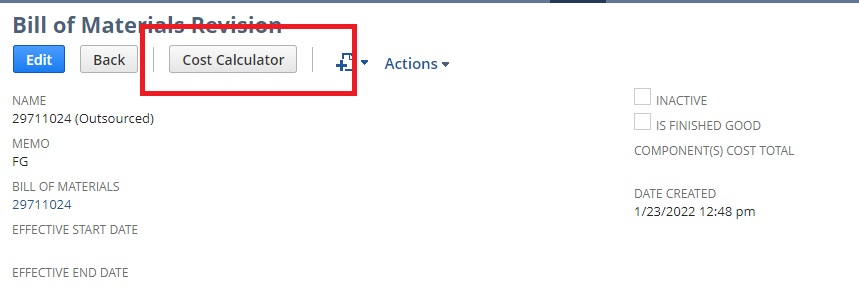 Bill of Materials Revision
Edit Back Cost Calculator Actions
NAME
29711024 (Outsourced)
MEMO
FG
BILL OF MATERIALS
29711024
EFFECTIVE START DATE
EFFECTIVE END DATE
INACTIVE
IS FINISHED GOOD
COMPONENT(S) COST TOTAL
DATE CREATED
1/23/2022 12:48 pm